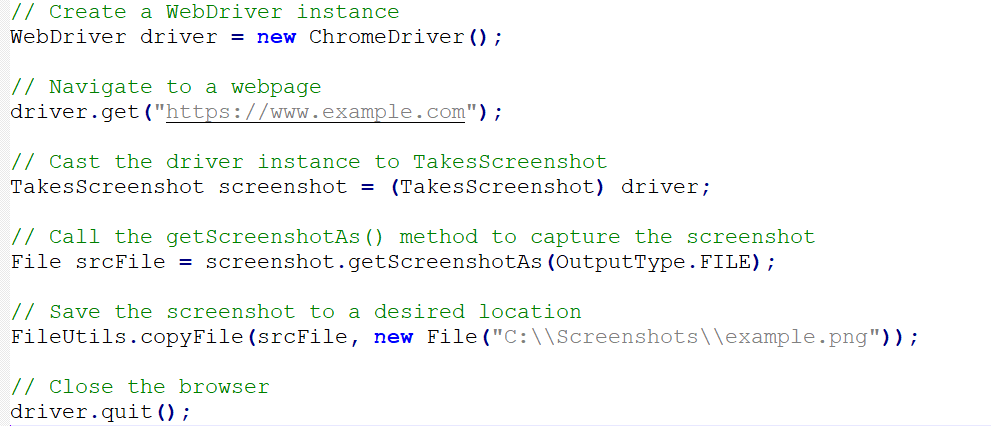 // Create a WebDriver instance
WebDriver driver = new ChromeDriver();
// Navigate to a webpage
driver.get("https://www.example.com");
// Cast the driver instance to TakesScreenshot
TakesScreenshot screenshot = (TakesScreenshot) driver;
// Call the getScreenshotAs() method to capture the screenshot
File srcFile = screenshot.getScreenshotAs(OutputType.FILE);
// Save the screenshot to a desired location
FileUtils.copyFile(srcFile, new File("C:\\Screenshots\\example.png"));
// Close the browser
driver.quit();